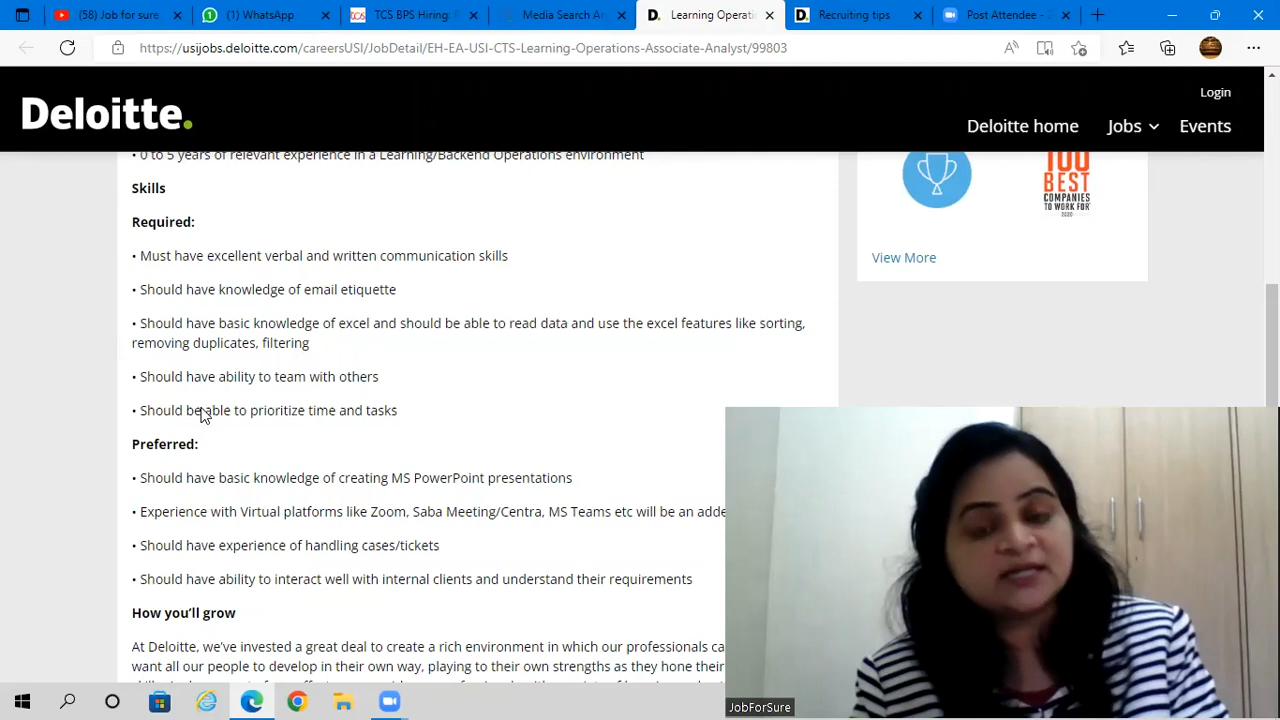 (58) Job for sure
(1) WhatsApp
TCS BPS Hiring:
Media Search An
Learning Operati
Recruiting tips
Post Attendee - 
https://usijobs.deloitte.com/careersUSI/JobDetail/EH-EA-USI-CTS-Learning-Operations-Associate-Analyst/99803
Deloitte.
Login
Deloitte home
Jobs
Events
• 0 to 5 years of relevant experience in a Learning/Backend Operations environment
Skills
Required:
• Must have excellent verbal and written communication skills
• Should have knowledge of email etiquette
• Should have basic knowledge of excel and should be able to read data and use the excel features like sorting,
removing duplicates, filtering
• Should have ability to team with others
• Should be able to prioritize time and tasks
Preferred:
• Should have basic knowledge of creating MS PowerPoint presentations
• Experience with Virtual platforms like Zoom, Saba Meeting/Centra, MS Teams etc will be an adde
• Should have experience of handling cases/tickets
• Should have ability to interact well with internal clients and understand their requirements
How you'll grow
At Deloitte, we've invested a great deal to create a rich environment in which our professionals ca
want all our people to develop in their own way, playing to their own strengths as they hone their
100
BEST
COMPANIES
TO WORK FOR
2020
View More
JobForSure